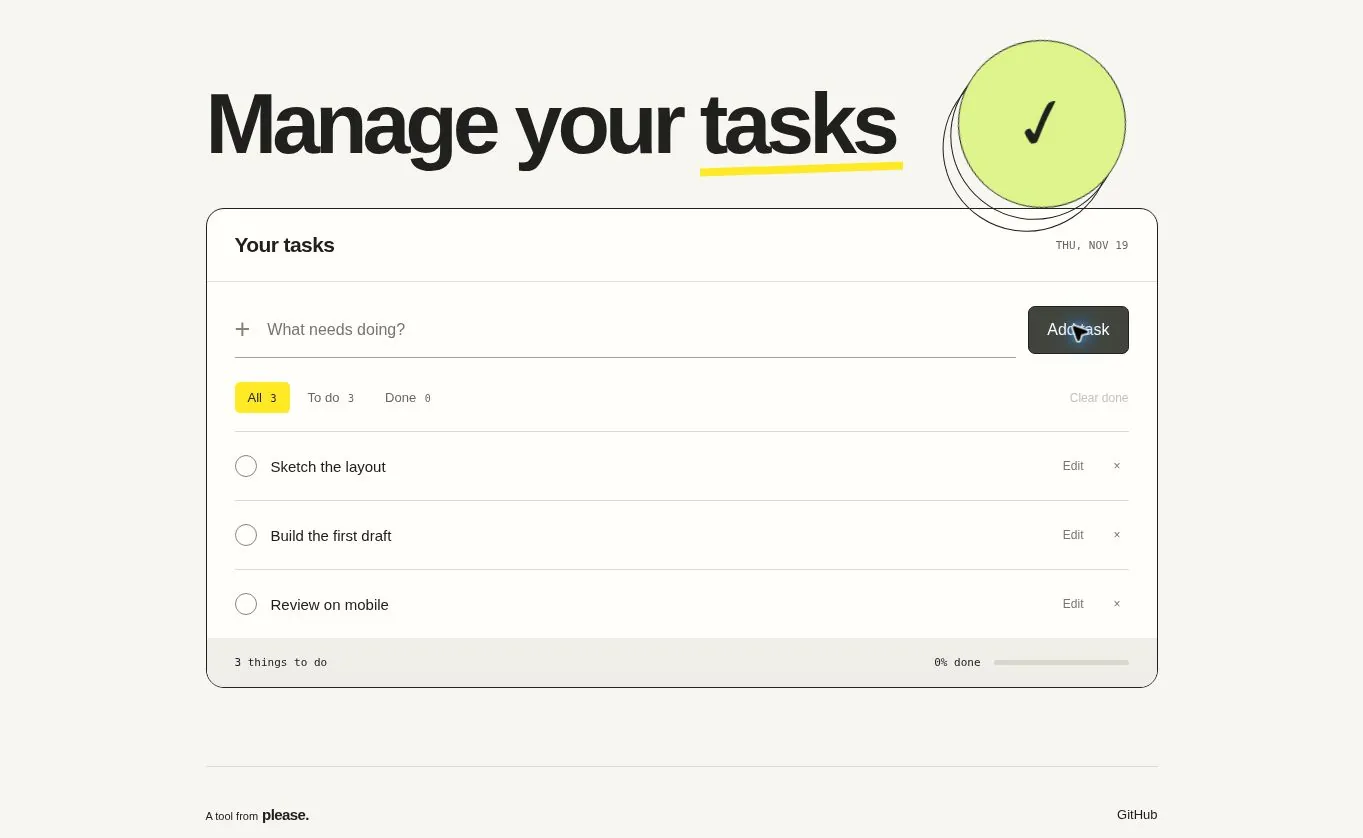 Manage your tasks
✓
Your tasks
THU, NOV 19
+ What needs doing?
Add task
All 3 To do 3 Done 0 Clear done
Sketch the layout Edit ×
Build the first draft Edit ×
Review on mobile Edit ×
3 things to do 0% done
A tool from please. GitHub